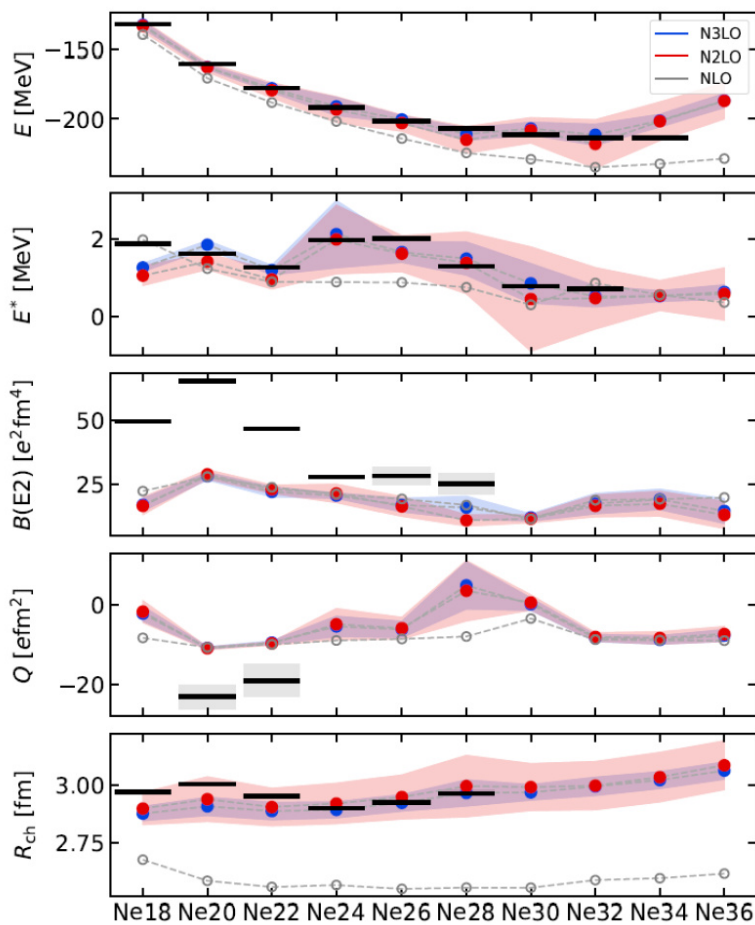 E [MeV]
−150
−200
N3LO
N2LO
NLO
E* [MeV]
2
0
B(E2) [e²fm⁴]
50
25
Q [efm²]
0
−20
R_ch [fm]
3.00
2.75
Ne18 Ne20 Ne22 Ne24 Ne26 Ne28 Ne30 Ne32 Ne34 Ne36